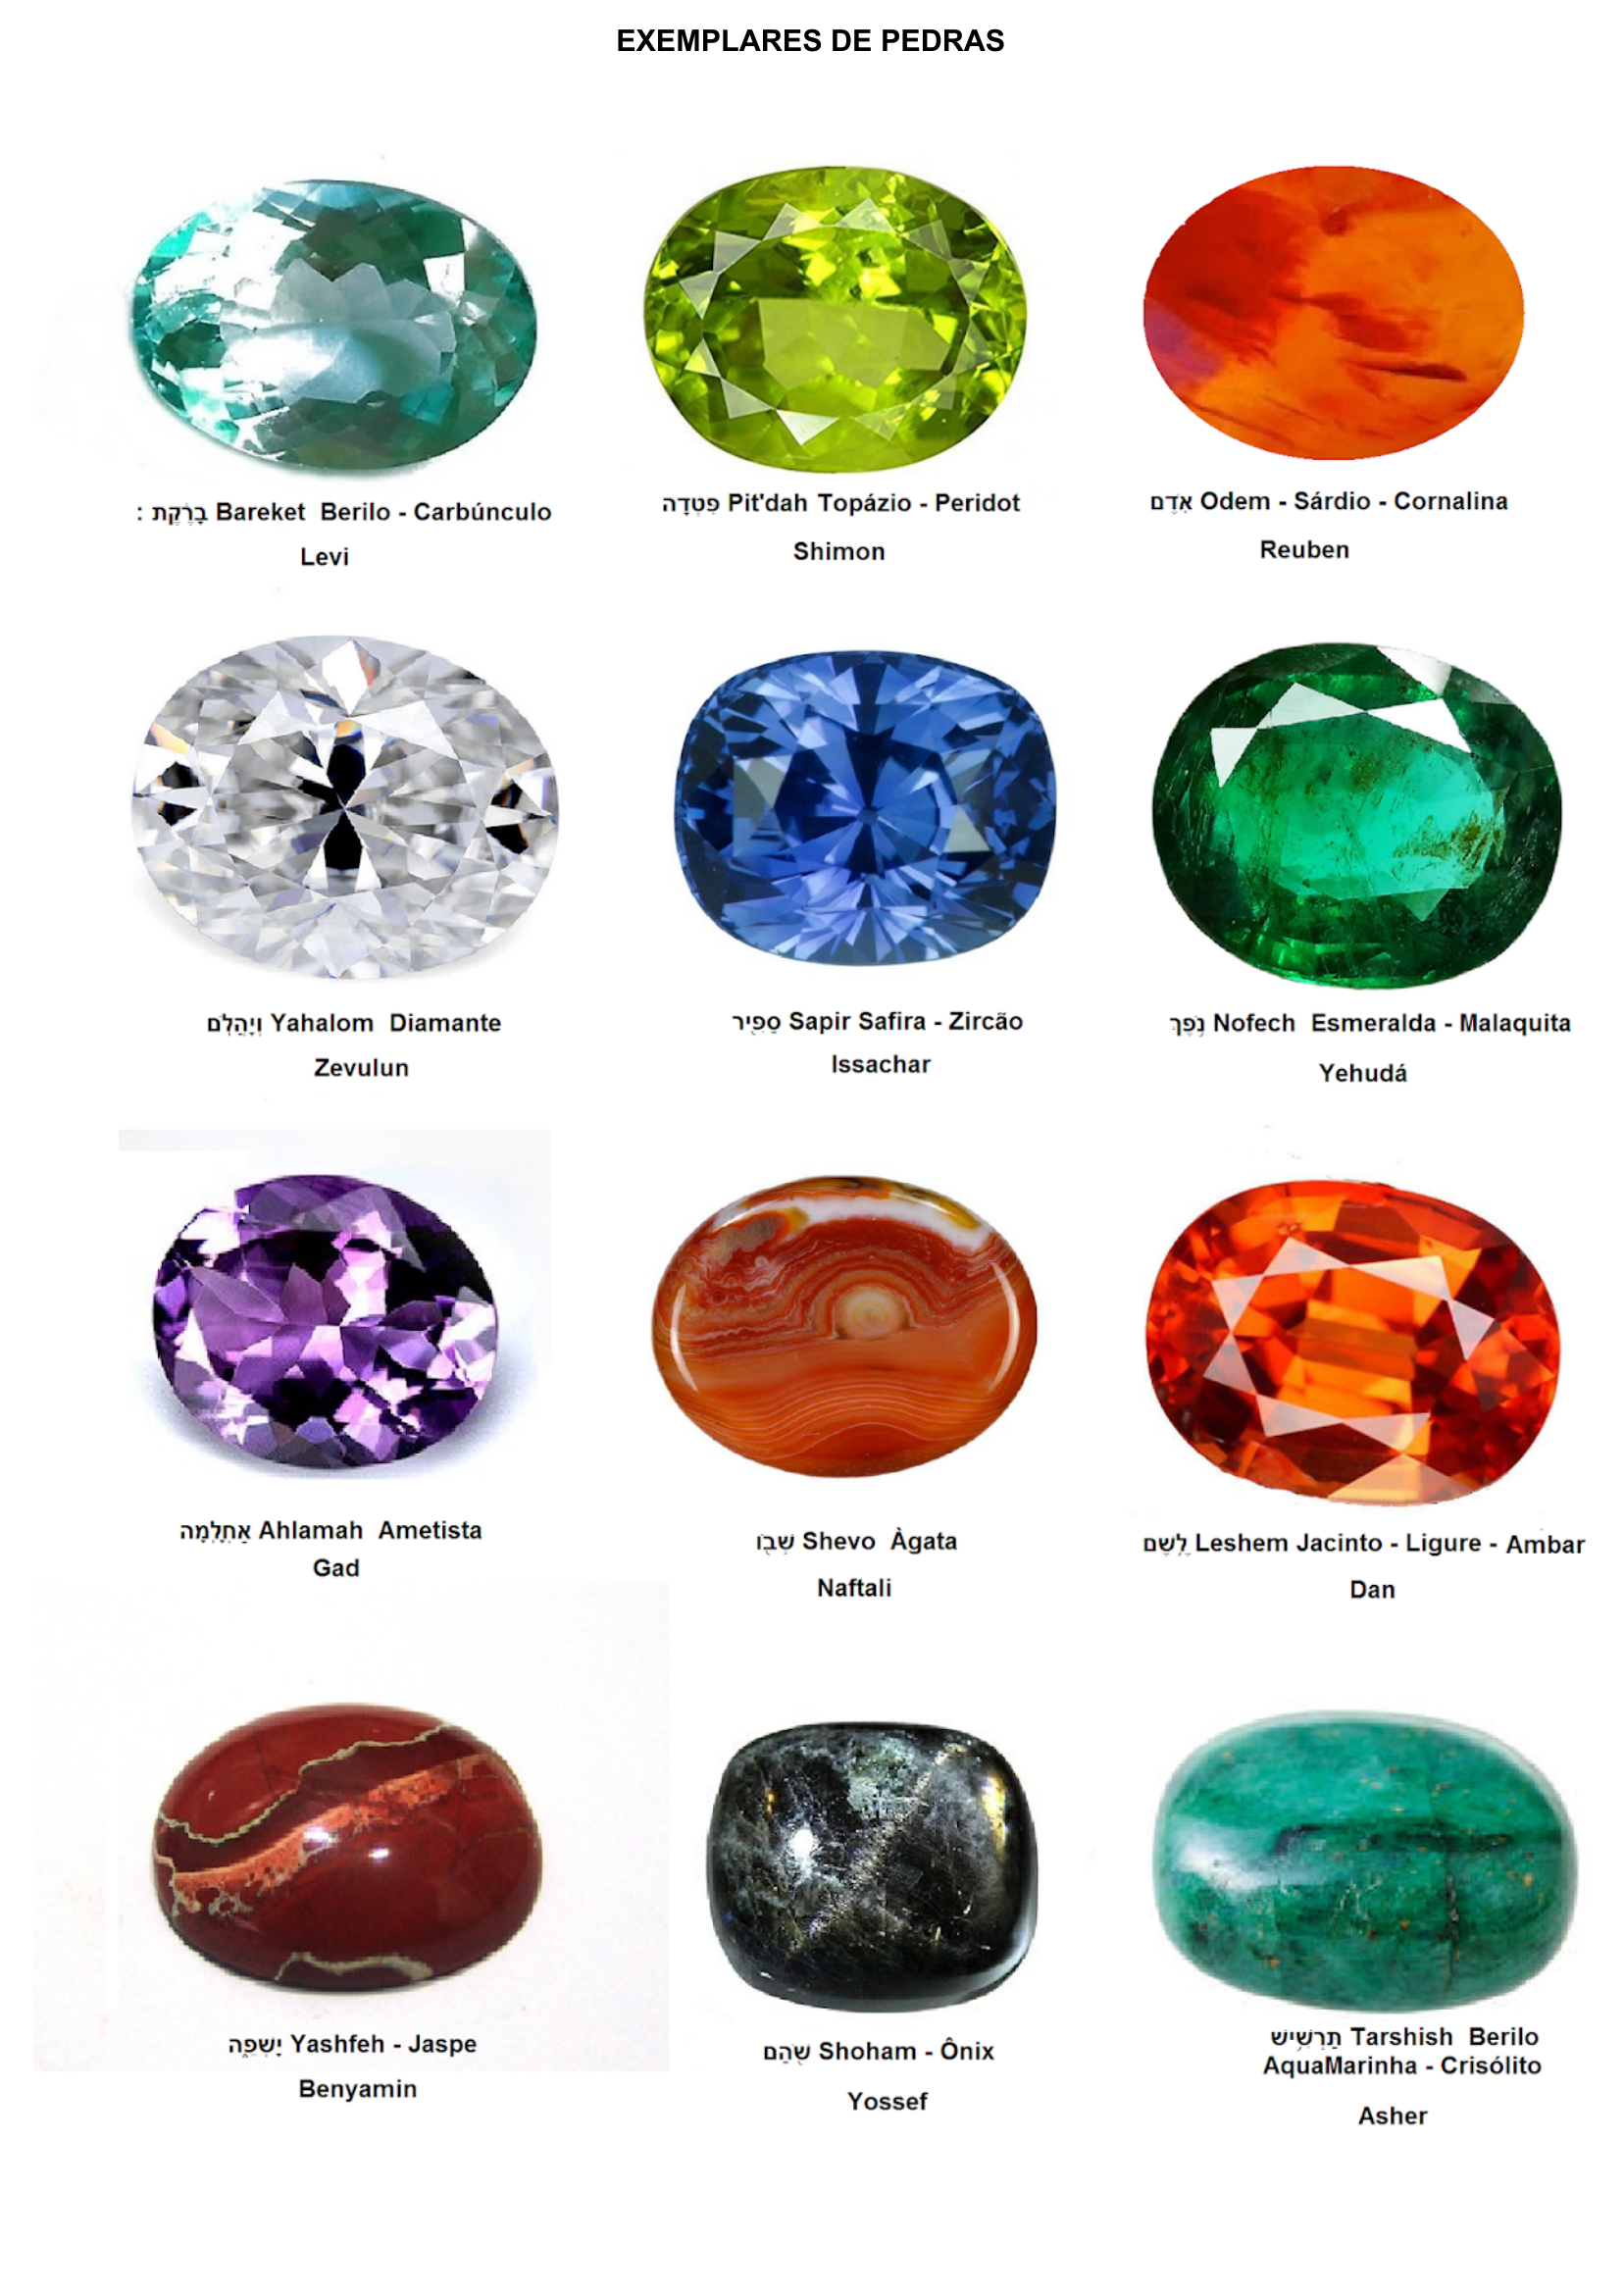 EXEMPLARES DE PEDRAS
: בָרֶקֶת Bareket Berilo - Carbúnculo
Levi
פִּטְדָה Pit'dah Topázio - Peridot
Shimon
אֹדֶם Odem - Sárdio - Cornalina
Reuben
וְיָהֲלֹם Yahalom Diamante
Zevulun
סַפִּיר Sapir Safira - Zircão
Issachar
נֹפֶךְ Nofech Esmeralda - Malaquita
Yehudá
אַחְלָמָה Ahlamah Ametista
Gad
שְׁבוֹ Shevo Àgata
Naftali
לֶשֶׁם Leshem Jacinto - Ligure - Ambar
Dan
יָשְׁפֵה Yashfeh - Jaspe
Benyamin
שֹׁהַם Shoham - Ônix
Yossef
תַּרְשִׁישׁ Tarshish Berilo
AquaMarinha - Crisólito
Asher